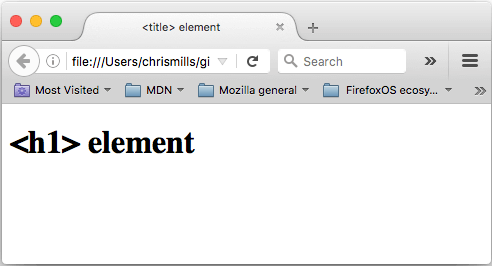 <title> element
file:///Users/chrismills/gi
Search
Most Visited
MDN
Mozilla general
FirefoxOS ecosy...
<h1> element